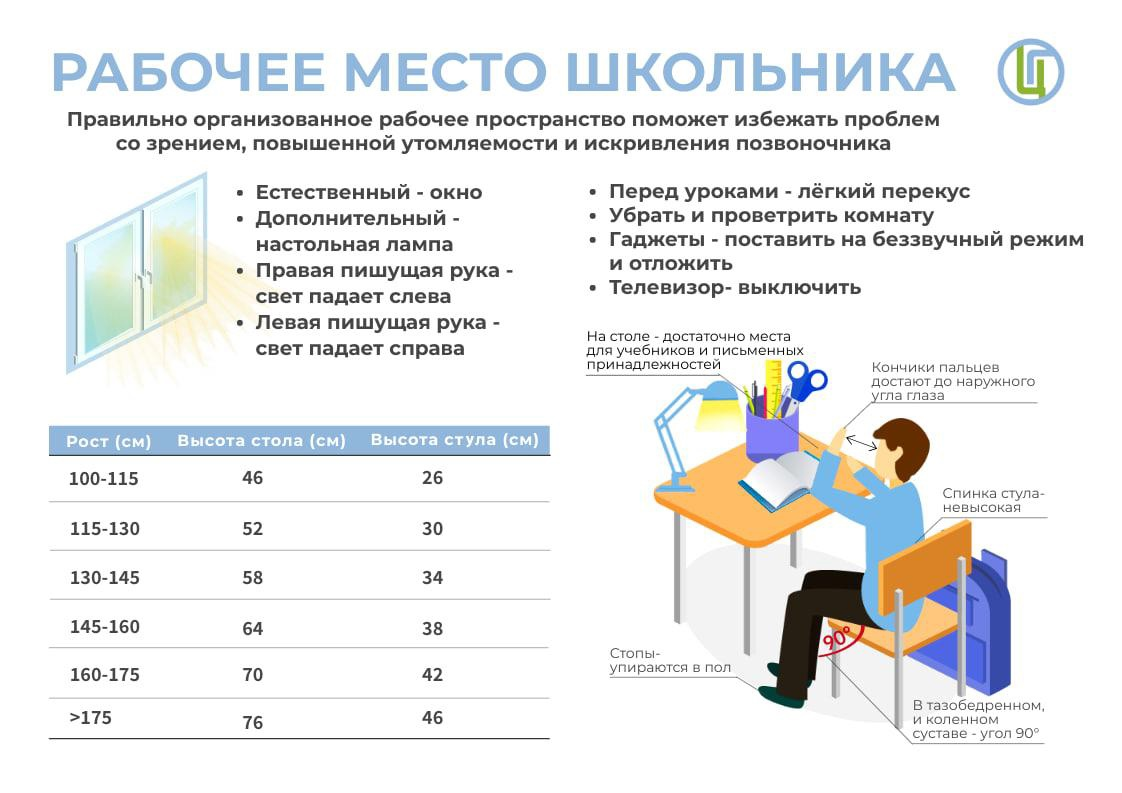 РАБОЧЕЕ МЕСТО ШКОЛЬНИКА
Правильно организованное рабочее пространство поможет избежать проблем
со зрением, повышенной утомляемости и искривления позвоночника
• Естественный - окно
• Дополнительный -
настольная лампа
• Правая пишущая рука -
свет падает слева
• Левая пишущая рука -
свет падает справа
• Перед уроками - лёгкий перекус
• Убрать и проветрить комнату
• Гаджеты - поставить на беззвучный режим
и отложить
• Телевизор- выключить
Рост (см) Высота стола (см) Высота стула (см)
100-115 46 26
115-130 52 30
130-145 58 34
145-160 64 38
160-175 70 42
>175 76 46
На столе - достаточно места
для учебников и письменных
принадлежностей
Кончики пальцев
достают до наружного
угла глаза
Спинка стула-
невысокая
90°
Стопы-
упираются в пол
В тазобедренном,
и коленном
суставе - угол 90°